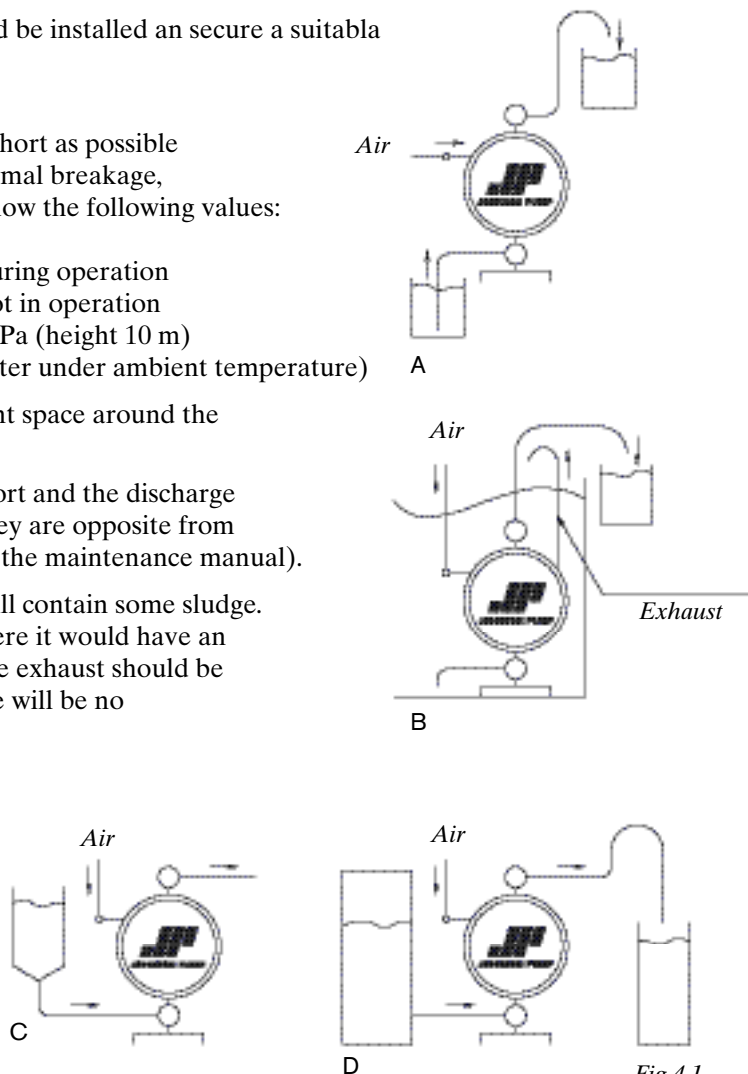 d be installed an secure a suitabla
hort as possible
mal breakage,
low the following values:
uring operation
ot in operation
Pa (height 10 m)
ter under ambient temperature)
nt space around the
ort and the discharge
ey are opposite from
the maintenance manual).
ll contain some sludge.
ere it would have an
e exhaust should be
e will be no
Air
A
Air
Exhaust
B
Air
C
Air
D
Fig 4.1